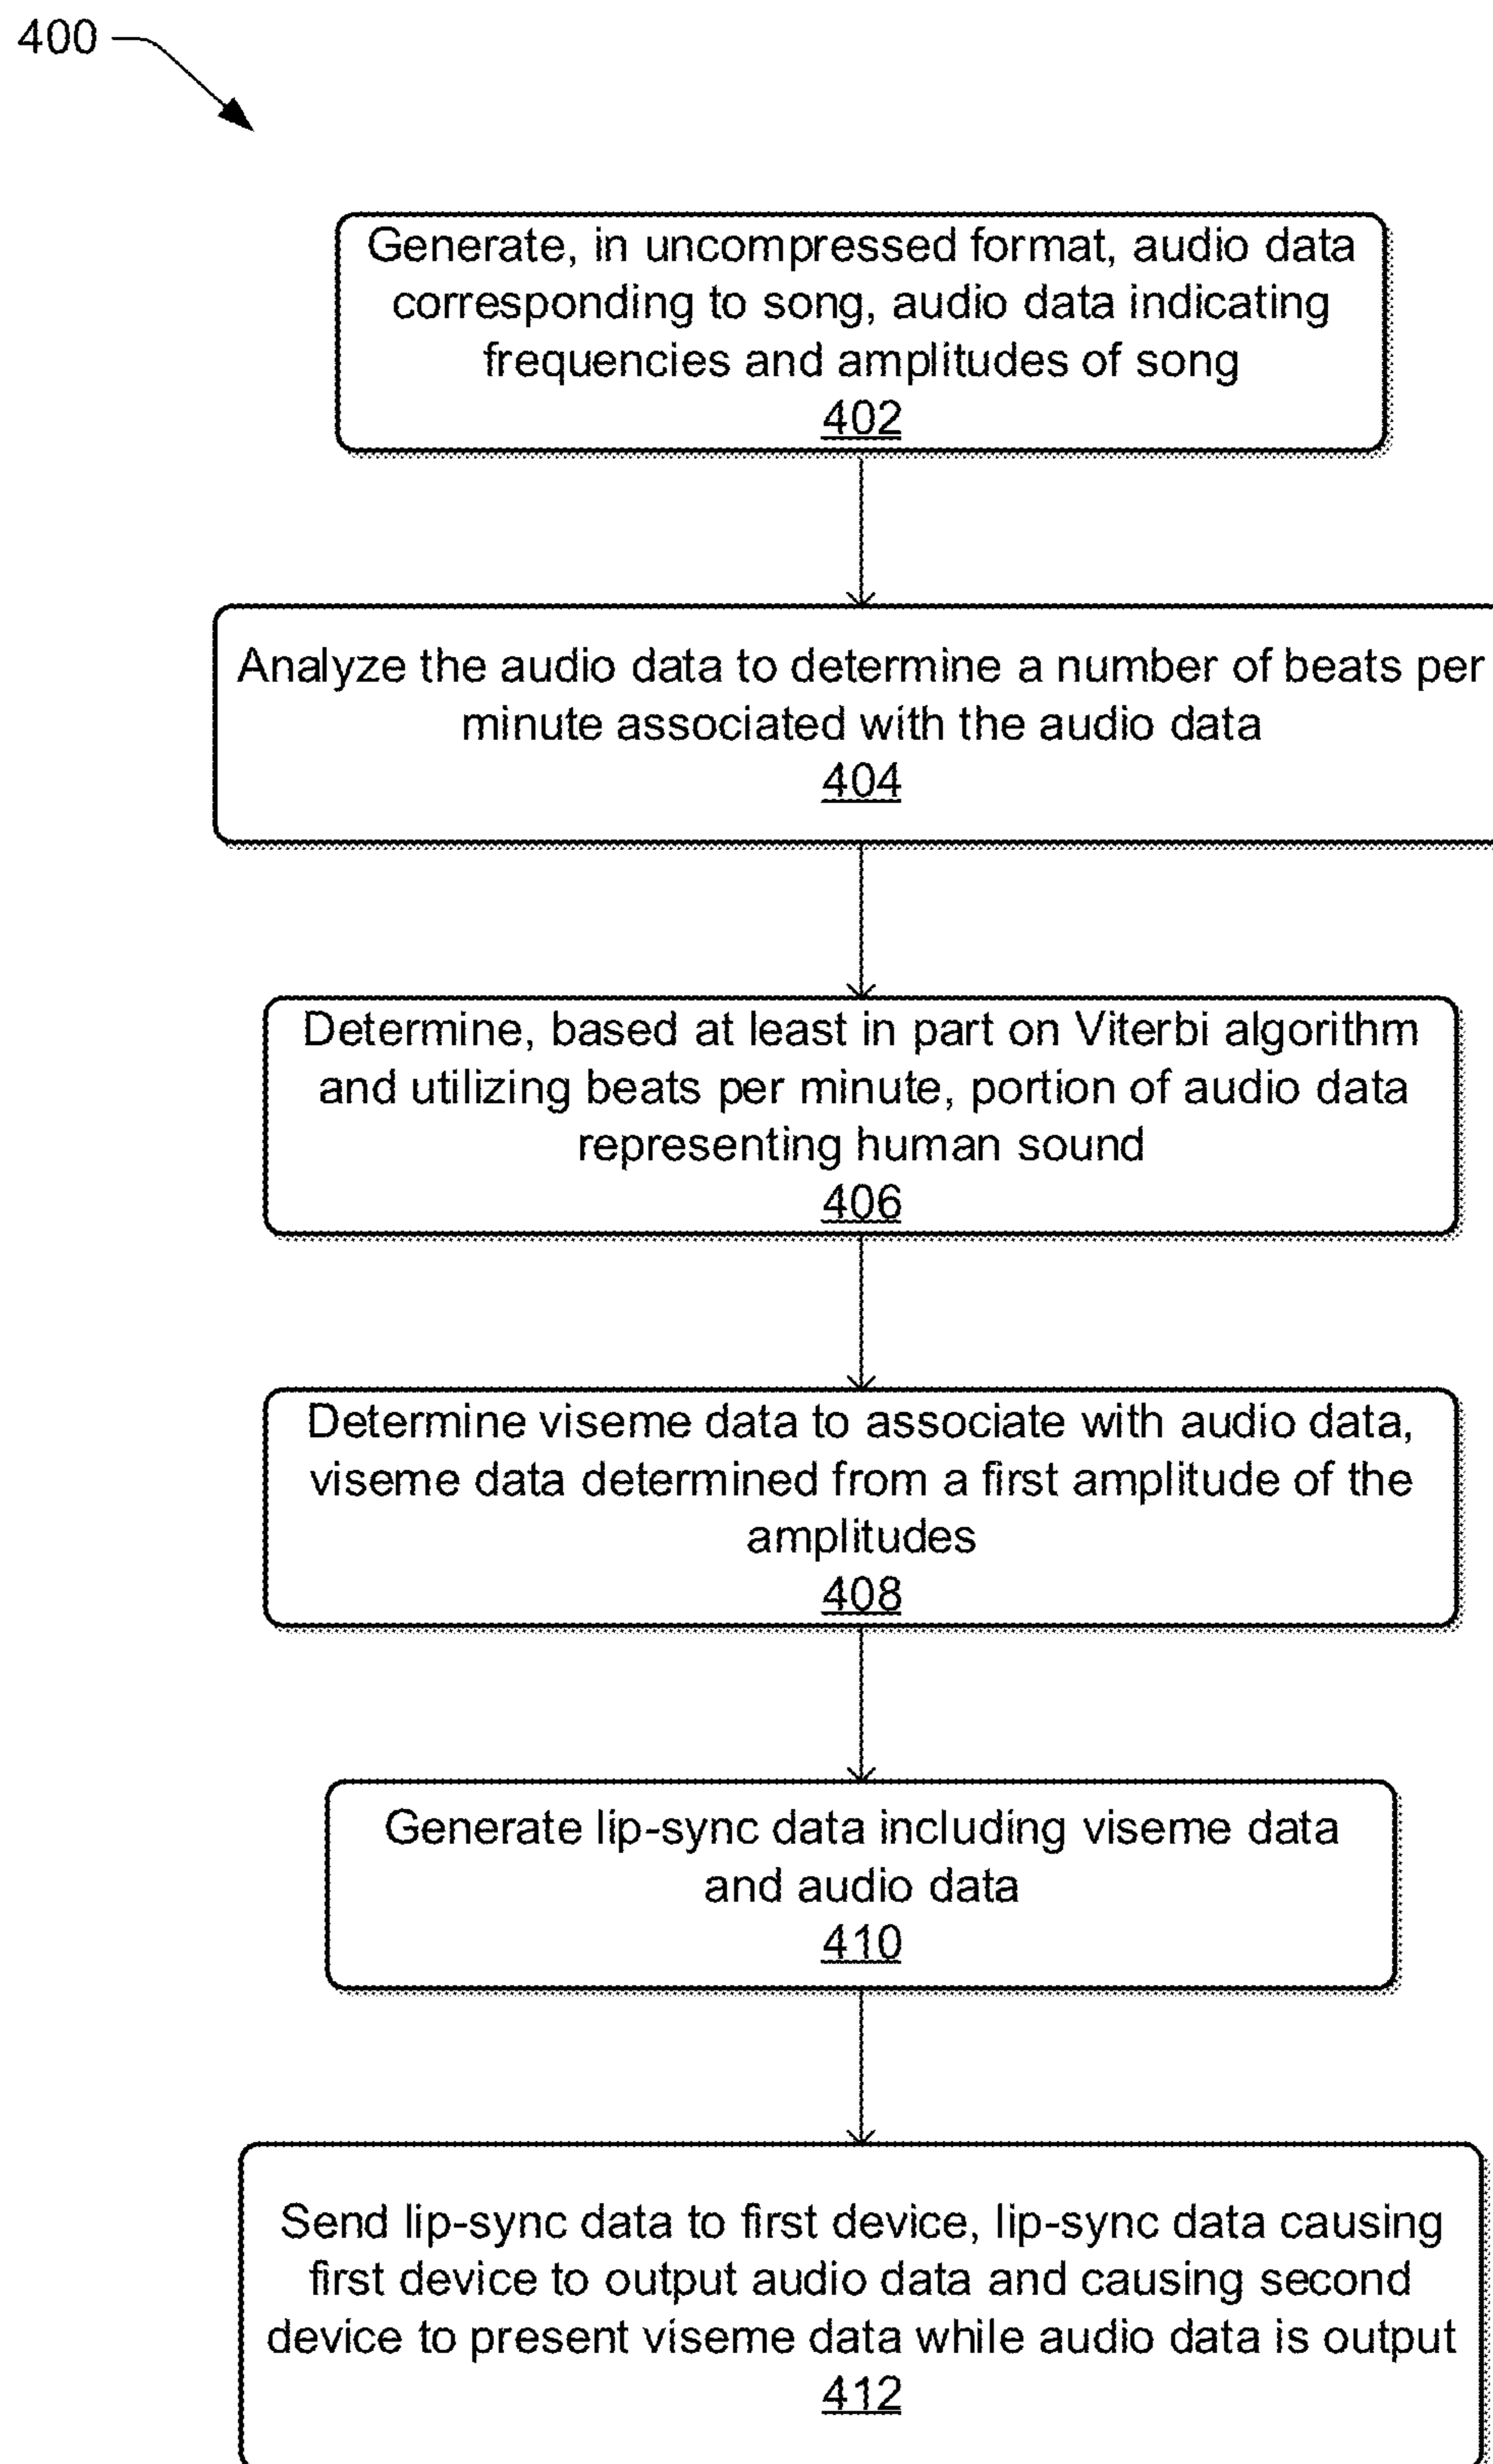 400
Generate, in uncompressed format, audio data
corresponding to song, audio data indicating
frequencies and amplitudes of song
402
Analyze the audio data to determine a number of beats per
minute associated with the audio data
404
Determine, based at least in part on Viterbi algorithm
and utilizing beats per minute, portion of audio data
representing human sound
406
Determine viseme data to associate with audio data,
viseme data determined from a first amplitude of the
amplitudes
408
Generate lip-sync data including viseme data
and audio data
410
Send lip-sync data to first device, lip-sync data causing
first device to output audio data and causing second
device to present viseme data while audio data is output
412